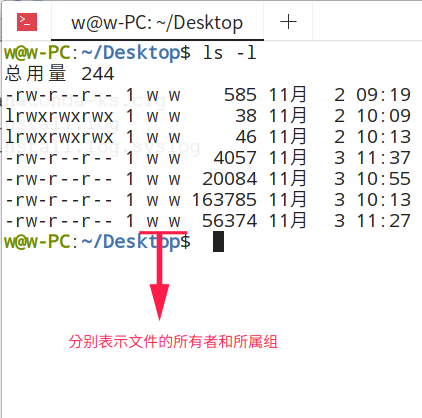 w@w-PC: ~/Desktop
w@w-PC:~/Desktop$ ls -l
总用量 244
-rw-r--r-- 1 w w    585 11月   2 09:19
lrwxrwxrwx 1 w w     38 11月   2 10:09
lrwxrwxrwx 1 w w     46 11月   2 10:13
-rw-r--r-- 1 w w   4057 11月   3 11:37
-rw-r--r-- 1 w w  20084 11月   3 10:55
-rw-r--r-- 1 w w 163785 11月   3 10:13
-rw-r--r-- 1 w w  56374 11月   3 11:27
w@w-PC:~/Desktop$
分别表示文件的所有者和所属组